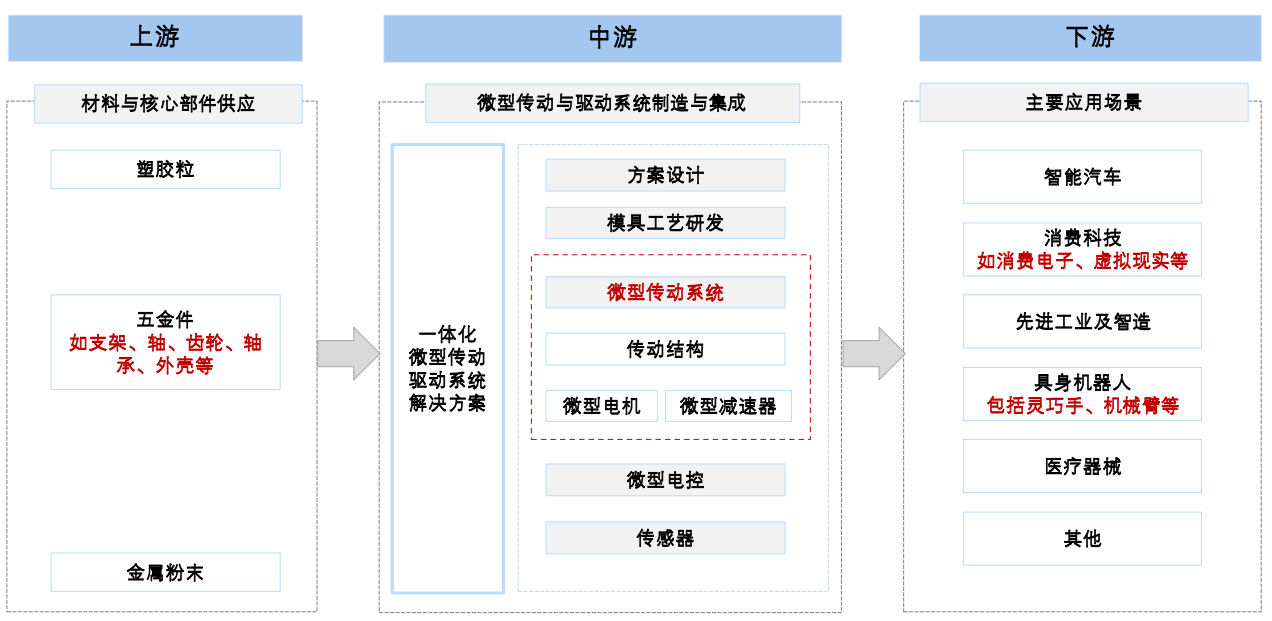 上游
材料与核心部件供应
塑胶粒
五金件
如支架、轴、齿轮、轴
承、外壳等
金属粉末
中游
微型传动与驱动系统制造与集成
一体化
微型传动
驱动系统
解决方案
方案设计
模具工艺研发
微型传动系统
传动结构
微型电机
微型减速器
微型电控
传感器
下游
主要应用场景
智能汽车
消费科技
如消费电子、虚拟现实等
先进工业及智造
具身机器人
包括灵巧手、机械臂等
医疗器械
其他